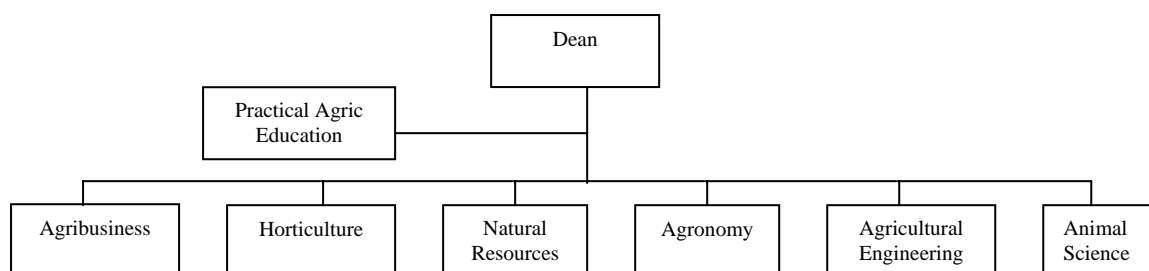 Dean
Practical Agric
Education
Agribusiness
Horticulture
Natural
Resources
Agronomy
Agricultural
Engineering
Animal
Science